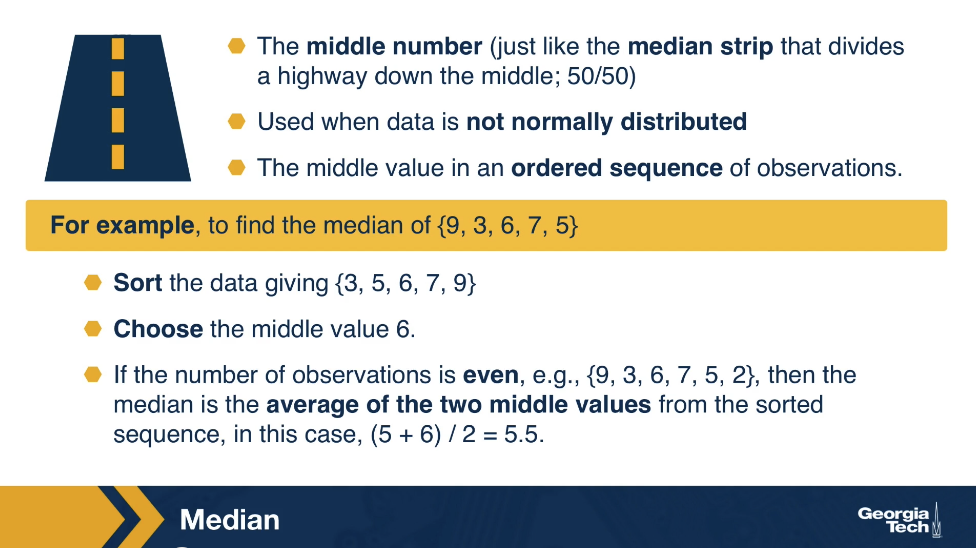 The middle number (just like the median strip that divides
a highway down the middle; 50/50)
Used when data is not normally distributed
The middle value in an ordered sequence of observations.
For example, to find the median of {9, 3, 6, 7, 5}
Sort the data giving {3, 5, 6, 7, 9}
Choose the middle value 6.
If the number of observations is even, e.g., {9, 3, 6, 7, 5, 2}, then the
median is the average of the two middle values from the sorted
sequence, in this case, (5 + 6) / 2 = 5.5.
Median
Georgia
Tech